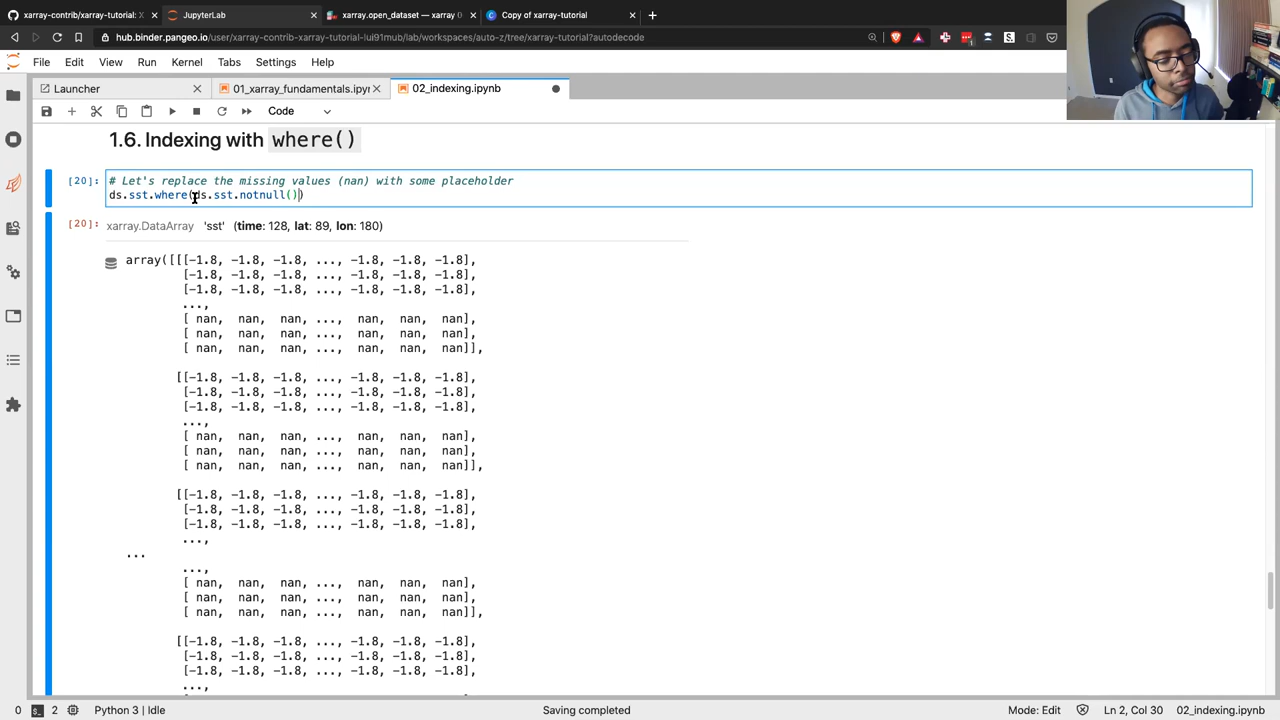 xarray-contrib/xarray-tutorial: X
JupyterLab
xarray.open_dataset — xarray
Copy of xarray-tutorial
hub.binder.pangeo.io/user/xarray-contrib-xarray-tutorial-lui91mub/lab/workspaces/auto-z/tree/xarray-tutorial?autodecode
File Edit View Run Kernel Tabs Settings Help
Launcher
01_xarray_fundamentals.ipyn
02_indexing.ipynb
Code
1.6. Indexing with where()
[20]: # Let's replace the missing values (nan) with some placeholder
ds.sst.where(ds.sst.notnull())
[20]: xarray.DataArray 'sst' (time: 128, lat: 89, lon: 180)
array([[[-1.8, -1.8, -1.8, ..., -1.8, -1.8, -1.8],
[-1.8, -1.8, -1.8, ..., -1.8, -1.8, -1.8],
[-1.8, -1.8, -1.8, ..., -1.8, -1.8, -1.8],
...,
[ nan, nan, nan, ..., nan, nan, nan],
[ nan, nan, nan, ..., nan, nan, nan],
[ nan, nan, nan, ..., nan, nan, nan]],
[[-1.8, -1.8, -1.8, ..., -1.8, -1.8, -1.8],
[-1.8, -1.8, -1.8, ..., -1.8, -1.8, -1.8],
[-1.8, -1.8, -1.8, ..., -1.8, -1.8, -1.8],
...,
[ nan, nan, nan, ..., nan, nan, nan],
[ nan, nan, nan, ..., nan, nan, nan],
[ nan, nan, nan, ..., nan, nan, nan]],
[[-1.8, -1.8, -1.8, ..., -1.8, -1.8, -1.8],
[-1.8, -1.8, -1.8, ..., -1.8, -1.8, -1.8],
[-1.8, -1.8, -1.8, ..., -1.8, -1.8, -1.8],
...,
...
...,
[ nan, nan, nan, ..., nan, nan, nan],
[ nan, nan, nan, ..., nan, nan, nan],
[ nan, nan, nan, ..., nan, nan, nan]],
[[-1.8, -1.8, -1.8, ..., -1.8, -1.8, -1.8],
[-1.8, -1.8, -1.8, ..., -1.8, -1.8, -1.8],
[-1.8, -1.8, -1.8, ..., -1.8, -1.8, -1.8],
...,
0 2 Python 3 | Idle Saving completed Mode: Edit Ln 2, Col 30 02_indexing.ipynb